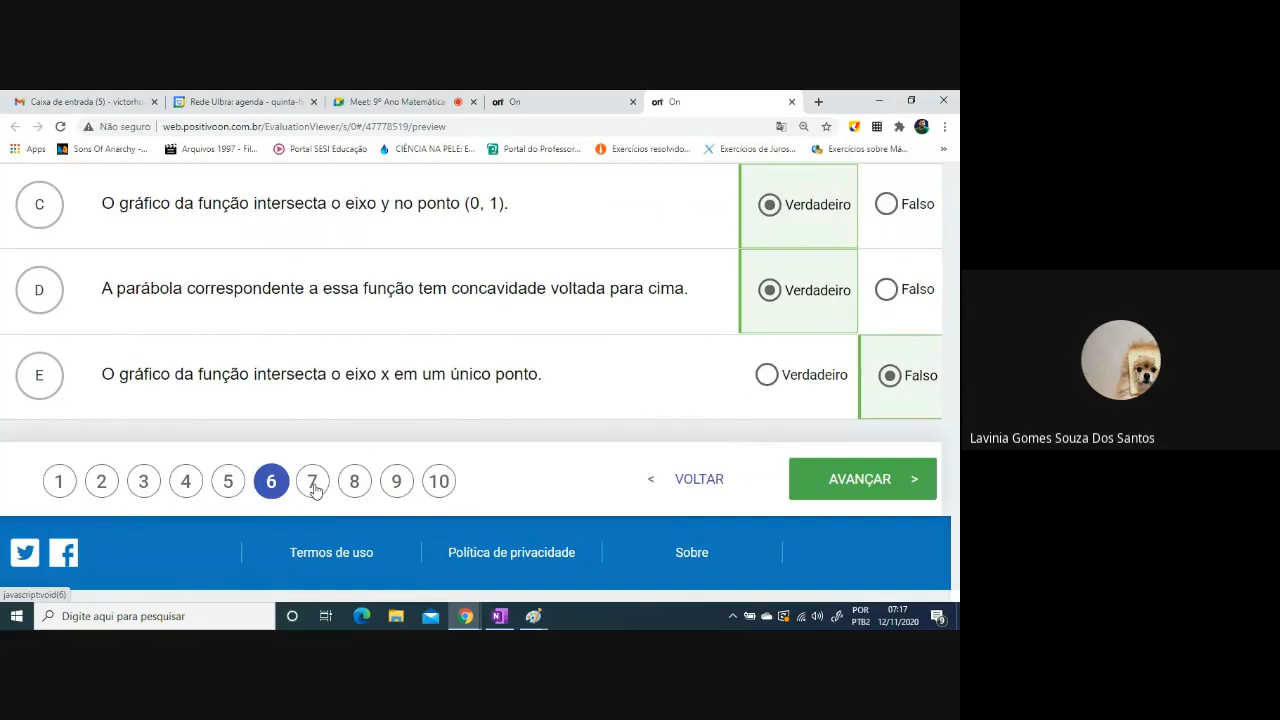 Caixa de entrada (5) - victorhu
Rede Ulbra: agenda - quinta-fe
Meet: 9º Ano Matemática
On
On
Não seguro
web.positivoon.com.br/EvaluationViewer/s/0#/47778519/preview
Apps
Sons Of Anarchy -...
Arquivos 1997 - Fil...
Portal SESI Educação
CIÊNCIA NA PELE: E...
Portal do Professor...
Exercícios resolvido...
Exercícios de Juros...
Exercícios sobre Má...
»
C
O gráfico da função intersecta o eixo y no ponto (0, 1).
Verdadeiro
Falso
D
A parábola correspondente a essa função tem concavidade voltada para cima.
Verdadeiro
Falso
E
O gráfico da função intersecta o eixo x em um único ponto.
Verdadeiro
Falso
Lavinia Gomes Souza Dos Santos
1 2 3 4 5 6 7 8 9 10
< VOLTAR
AVANÇAR >
Termos de uso
Política de privacidade
Sobre
javascript:void(6)
Digite aqui para pesquisar
POR
PTB2
07:17
12/11/2020
9